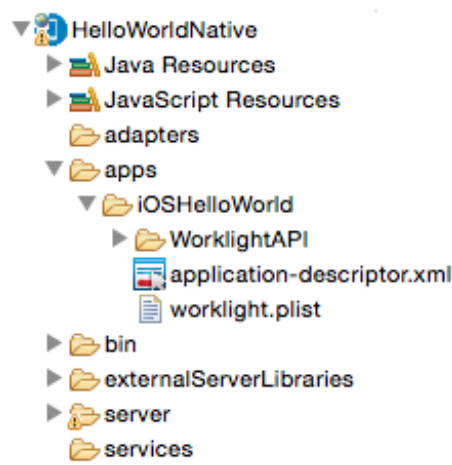 HelloWorldNative
Java Resources
JavaScript Resources
adapters
apps
iOSHelloWorld
WorklightAPI
application-descriptor.xml
worklight.plist
bin
externalServerLibraries
server
services